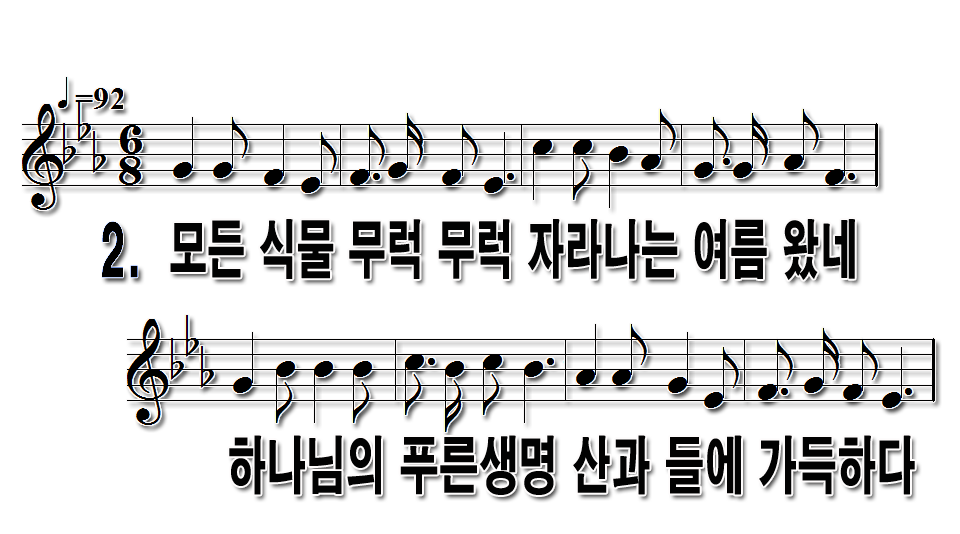 ♩=92
6
8
2. 모든 식물 무럭 무럭 자라나는 여름 왔네
하나님의 푸른생명 산과 들에 가득하다